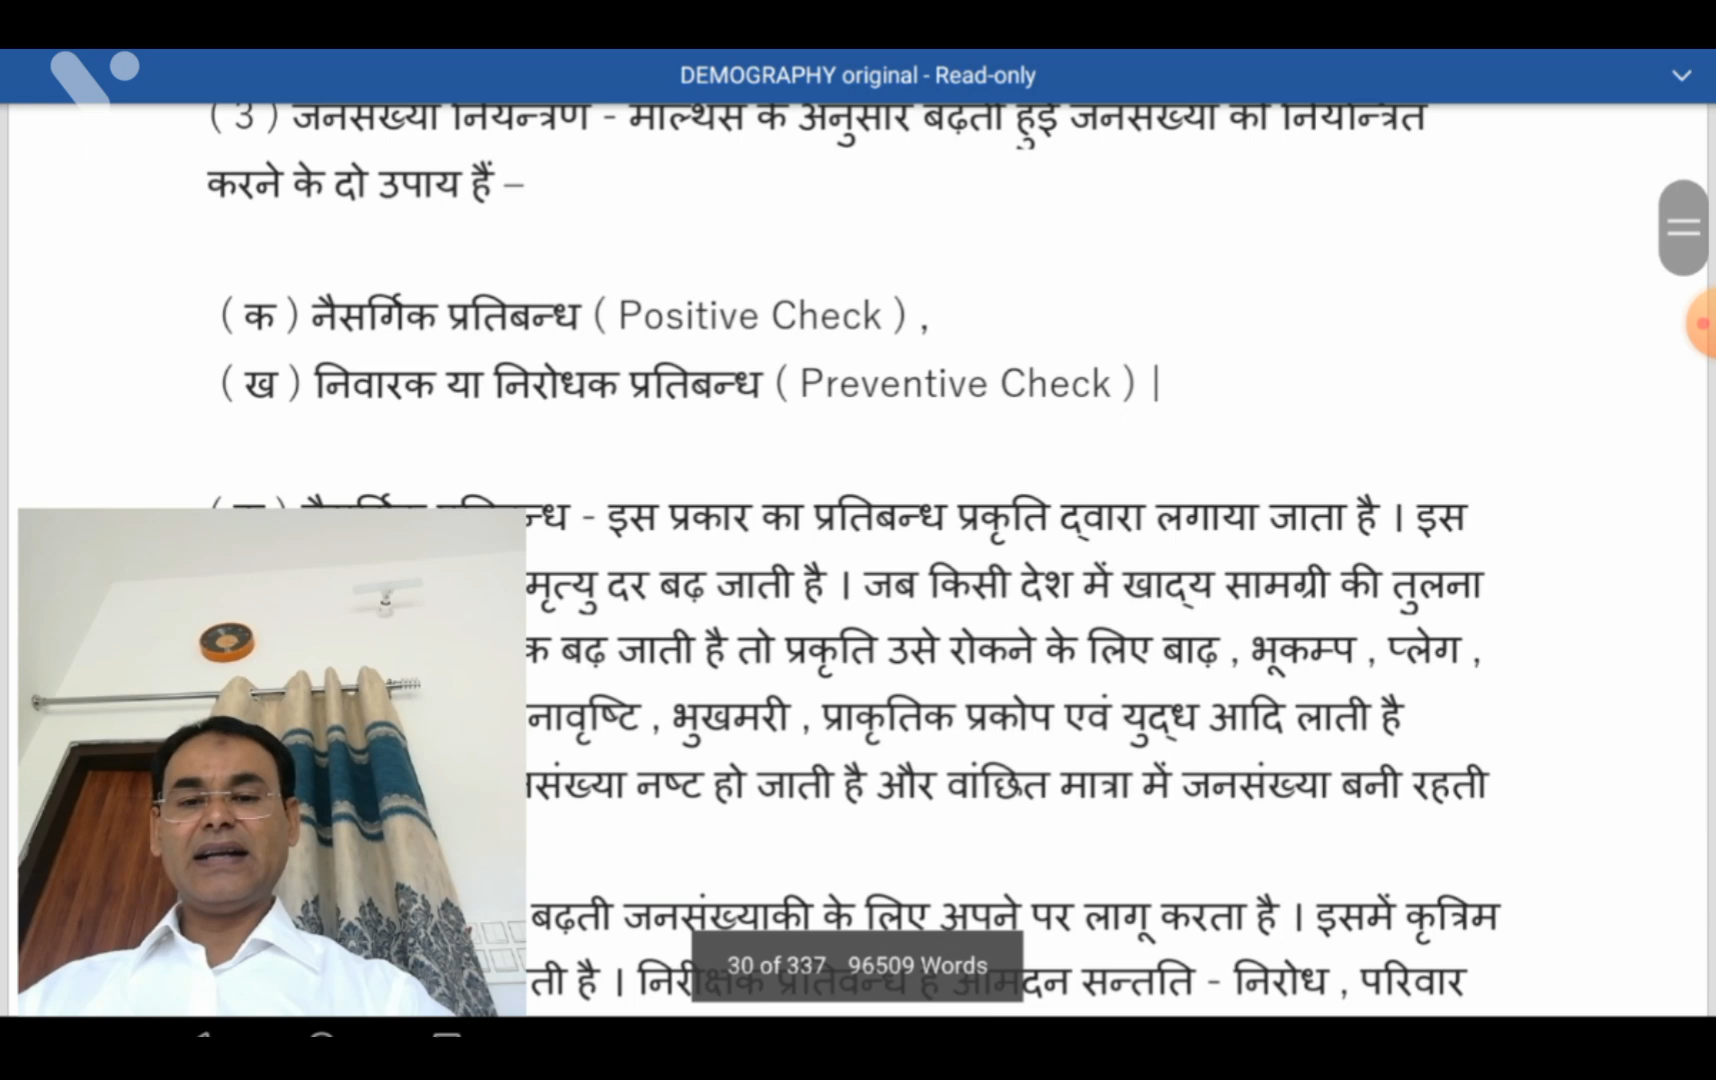 DEMOGRAPHY original - Read-only
( 3 ) जनसंख्या नियन्त्रण - माल्थस के अनुसार बढ़ती हुई जनसंख्या को नियन्त्रित
करने के दो उपाय हैं –
( क ) नैसर्गिक प्रतिबन्ध ( Positive Check ) ,
( ख ) निवारक या निरोधक प्रतिबन्ध ( Preventive Check ) |
- इस प्रकार का प्रतिबन्ध प्रकृति द्वारा लगाया जाता है । इस
मृत्यु दर बढ़ जाती है । जब किसी देश में खाद्य सामग्री की तुलना
बढ़ जाती है तो प्रकृति उसे रोकने के लिए बाढ़ , भूकम्प , प्लेग ,
, भुखमरी , प्राकृतिक प्रकोप एवं युद्ध आदि लाती है
नष्ट हो जाती है और वांछित मात्रा में जनसंख्या बनी रहती
बढ़ती जनसंख्याकी के लिए अपने पर लागू करता है । इसमें कृत्रिम
ती है । सन्तति - निरोध , परिवार
30 of 337 96509 Words